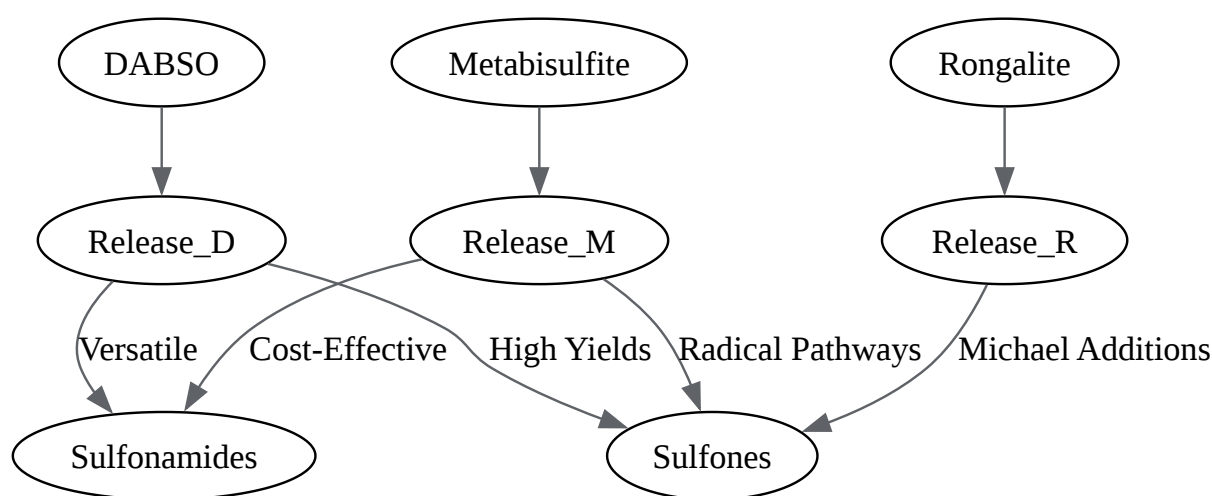 DABSO
Metabisulfite
Rongalite
Release_D
Release_M
Release_R
Versatile
Cost-Effective
High Yields
Radical Pathways
Michael Additions
Sulfonamides
Sulfones